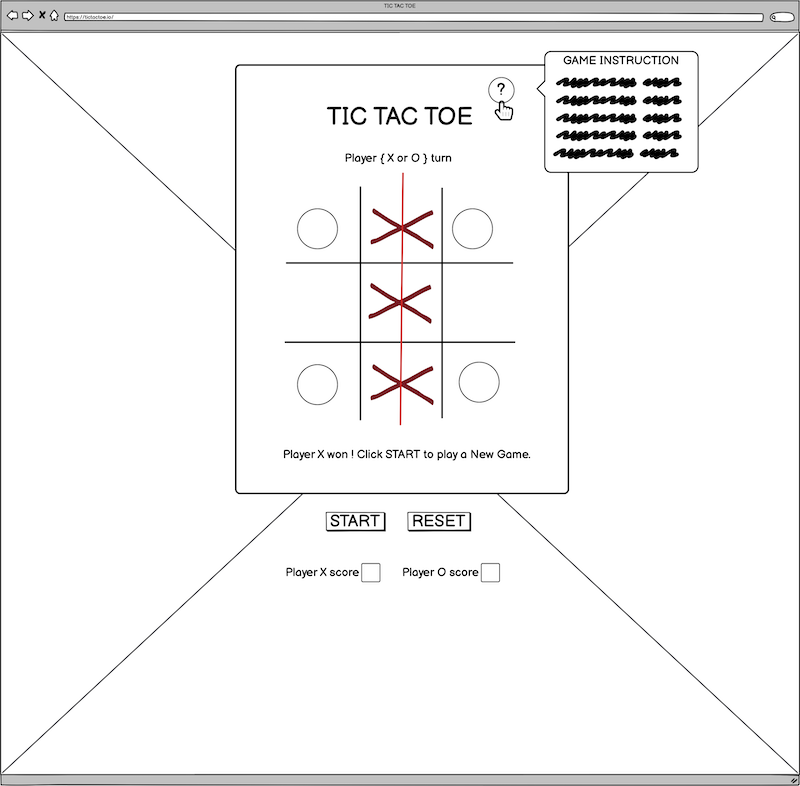 TIC TAC TOE
https://tictactoe.io/
GAME INSTRUCTION
?
TIC TAC TOE
Player { X or O } turn
Player X won ! Click START to play a New Game.
START RESET
Player X score Player O score